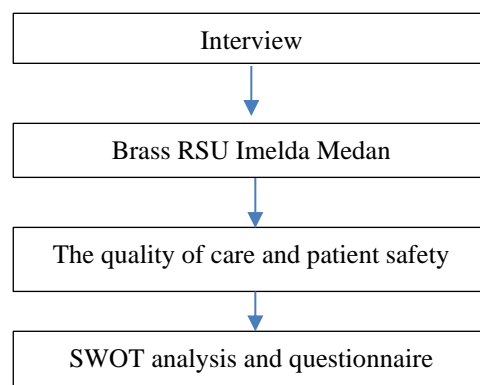 Interview
Brass RSU Imelda Medan
The quality of care and patient safety
SWOT analysis and questionnaire